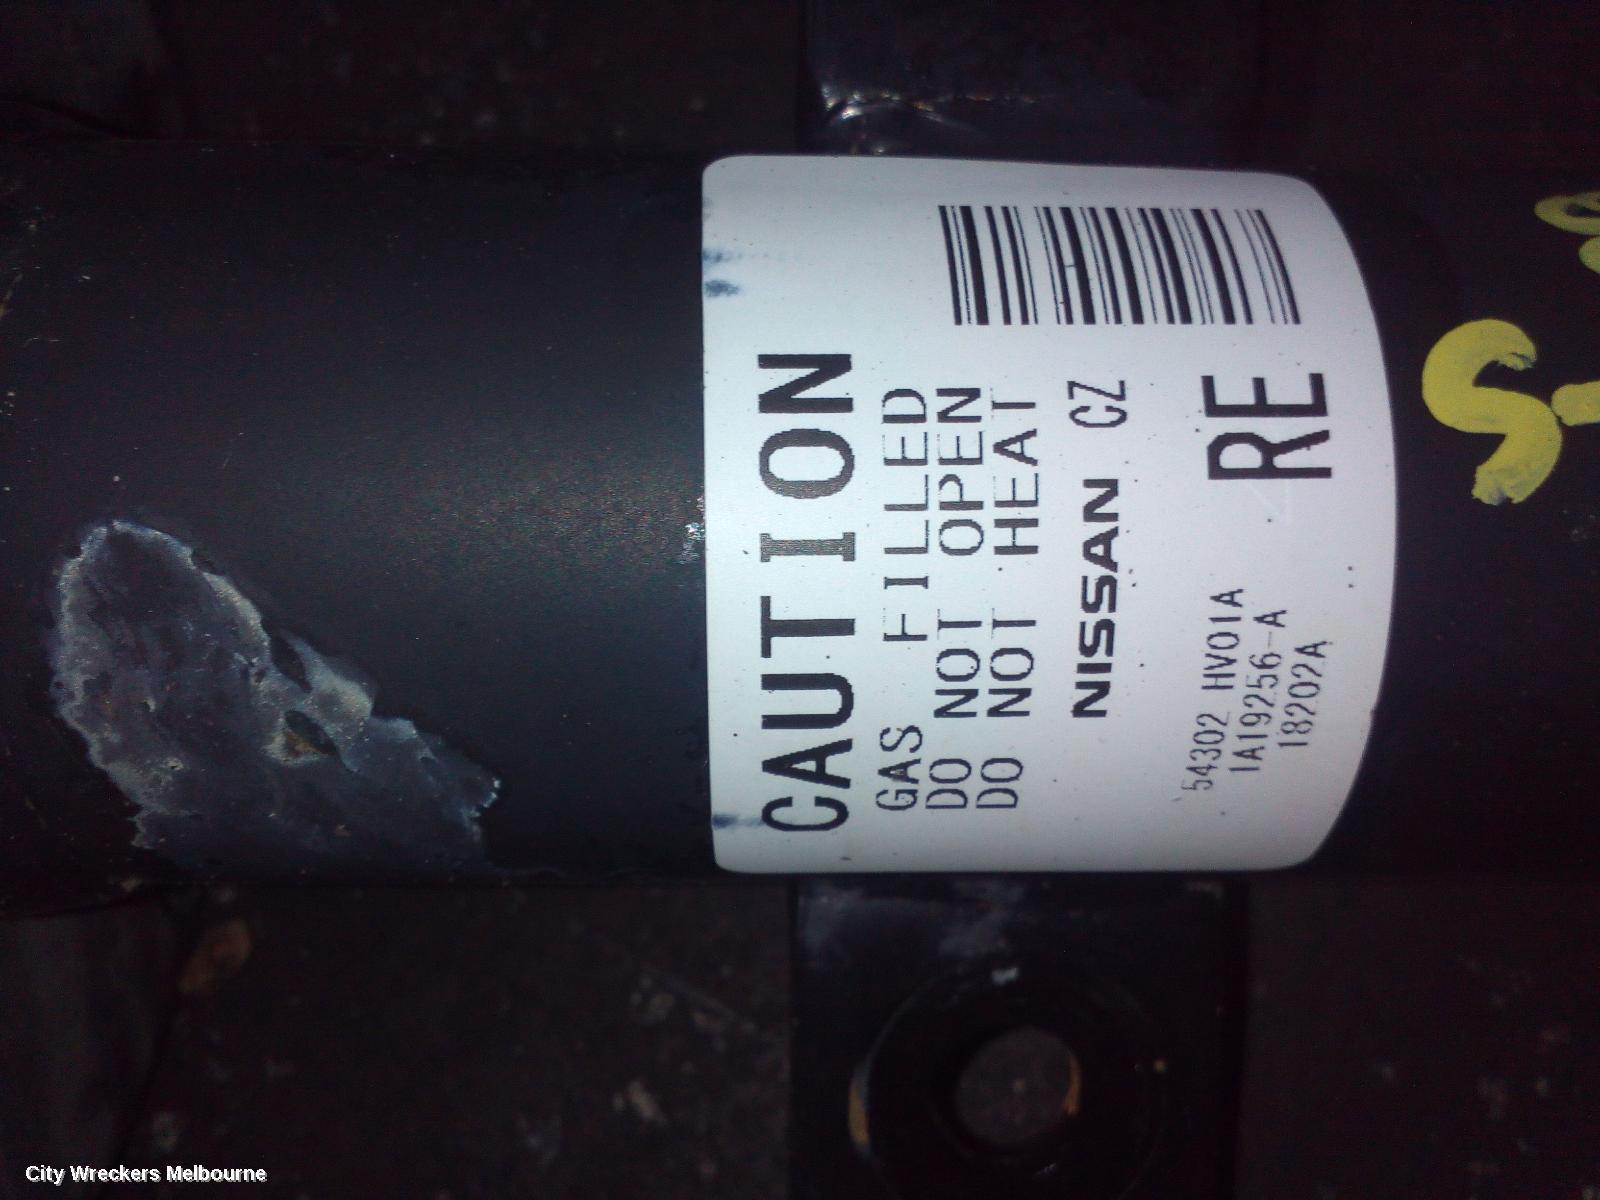 CAUTION
GAS FILLED
DO NOT OPEN
DO NOT HEAT
NISSAN CZ
54302 HV01A
1A19256-A
18202A
RE
S
City Wreckers Melbourne